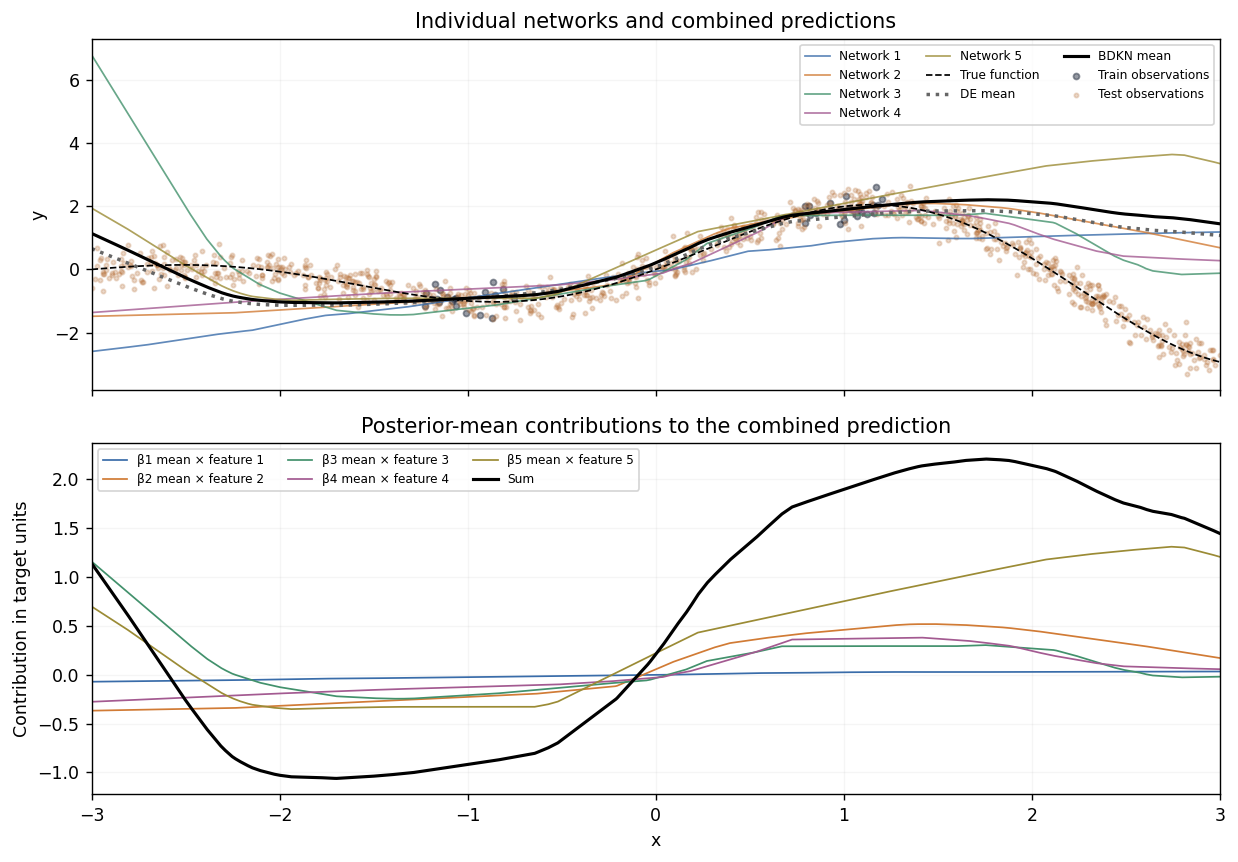 Individual networks and combined predictions
Network 1
Network 2
Network 3
Network 4
Network 5
True function
DE mean
BDKN mean
Train observations
Test observations
y
6
4
2
0
−2
Posterior-mean contributions to the combined prediction
β1 mean × feature 1
β2 mean × feature 2
β3 mean × feature 3
β4 mean × feature 4
β5 mean × feature 5
Sum
Contribution in target units
2.0
1.5
1.0
0.5
0.0
−0.5
−1.0
−3
−2
−1
0
1
2
3
x